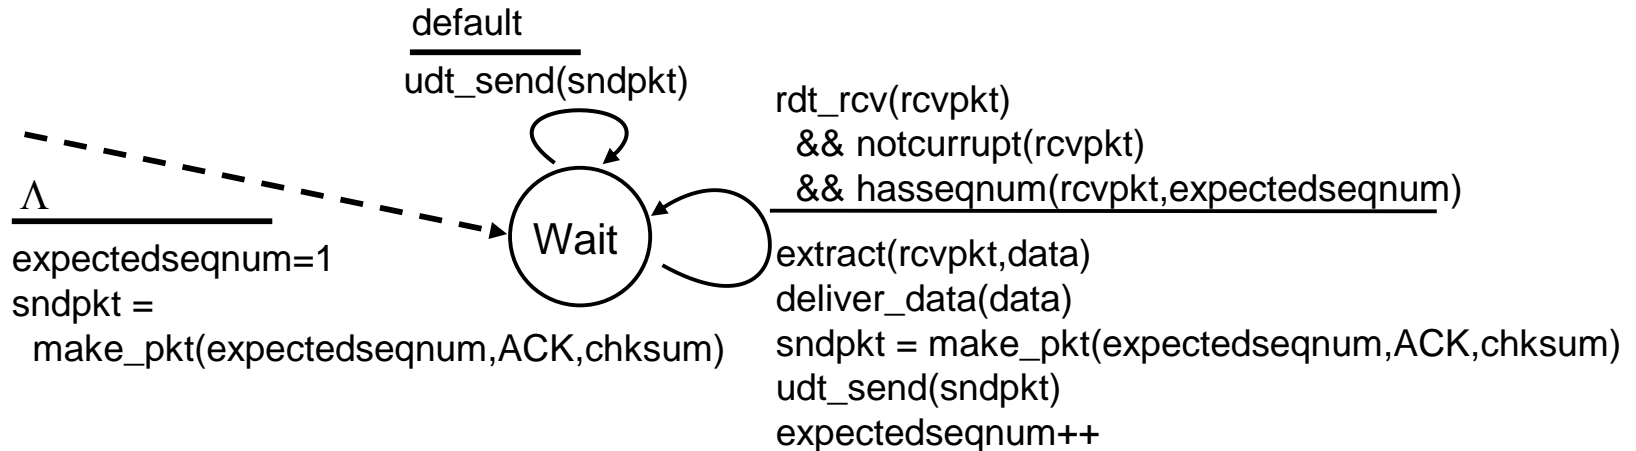 default
udt_send(sndpkt)
rdt_rcv(rcvpkt)
&& notcurrupt(rcvpkt)
&& hasseqnum(rcvpkt,expectedseqnum)
Λ
expectedseqnum=1
sndpkt =
make_pkt(expectedseqnum,ACK,chksum)
Wait
extract(rcvpkt,data)
deliver_data(data)
sndpkt = make_pkt(expectedseqnum,ACK,chksum)
udt_send(sndpkt)
expectedseqnum++